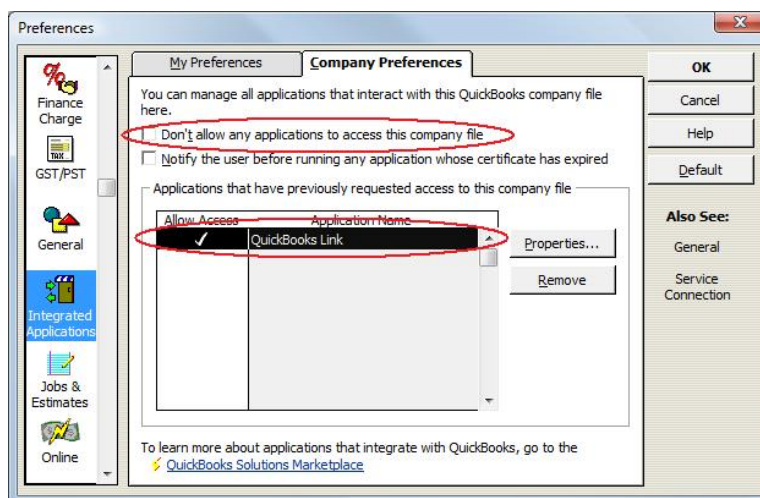 Preferences
My Preferences
Company Preferences
You can manage all applications that interact with this QuickBooks company file
here.
Don't allow any applications to access this company file
Notify the user before running any application whose certificate has expired
Applications that have previously requested access to this company file
Allow Access
Application Name
QuickBooks Link
Properties...
Remove
To learn more about applications that integrate with QuickBooks, go to the
QuickBooks Solutions Marketplace
Finance
Charge
TAX
GST/PST
General
Integrated
Applications
Jobs &
Estimates
Online
OK
Cancel
Help
Default
Also See:
General
Service
Connection